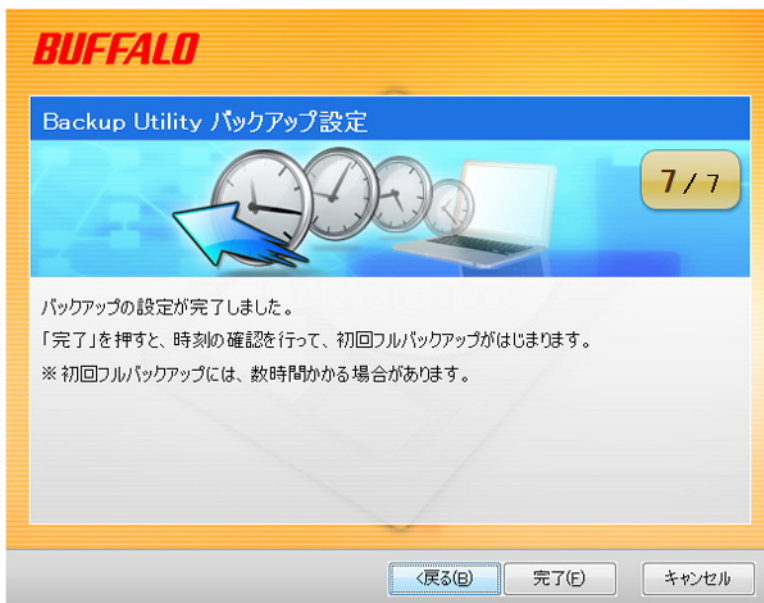 BUFFALO
Backup Utility バックアップ設定
7 / 7
バックアップの設定が完了しました。
「完了」を押すと、時刻の確認を行って、初回フルバックアップがはじまります。
※初回フルバックアップには、数時間かかる場合があります。
<戻る(B)
完了(F)
キャンセル